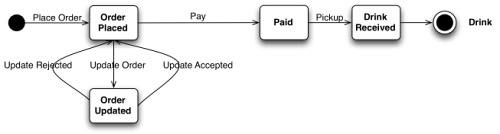 Place Order
Order
Placed
Pay
Paid
Pickup
Drink
Received
Drink
Update Rejected
Update Order
Update Accepted
Order
Updated